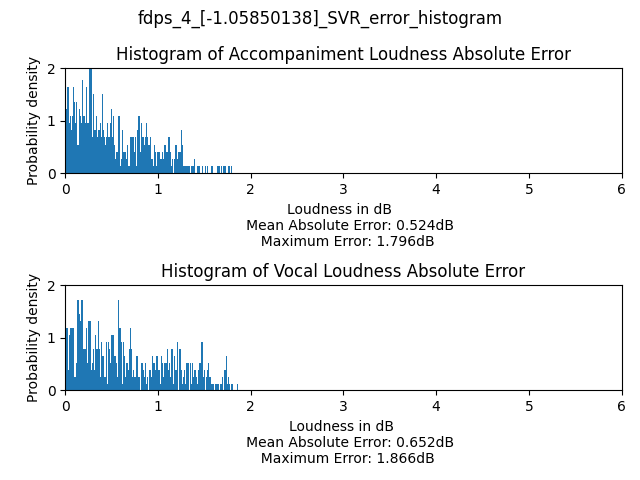 fdps_4_[-1.05850138]_SVR_error_histogram
Histogram of Accompaniment Loudness Absolute Error
Probability density
2
1
0
0 1 2 3 4 5 6
Loudness in dB
Mean Absolute Error: 0.524dB
Maximum Error: 1.796dB
Histogram of Vocal Loudness Absolute Error
Probability density
2
1
0
0 1 2 3 4 5 6
Loudness in dB
Mean Absolute Error: 0.652dB
Maximum Error: 1.866dB